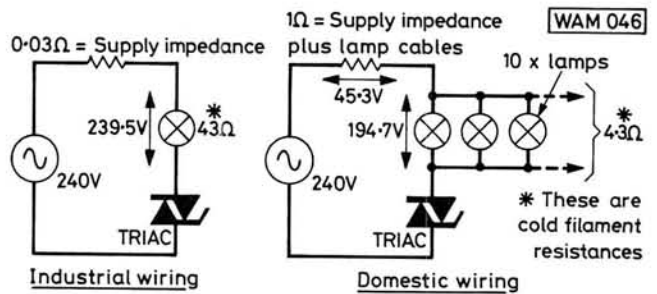 0·03Ω = Supply impedance
239·5V
*
43Ω
240V
TRIAC
Industrial wiring
1Ω = Supply impedance
plus lamp cables
WAM 046
10 x lamps
45·3V
194·7V
*
4·3Ω
240V
TRIAC
* These are
cold filament
resistances
Domestic wiring